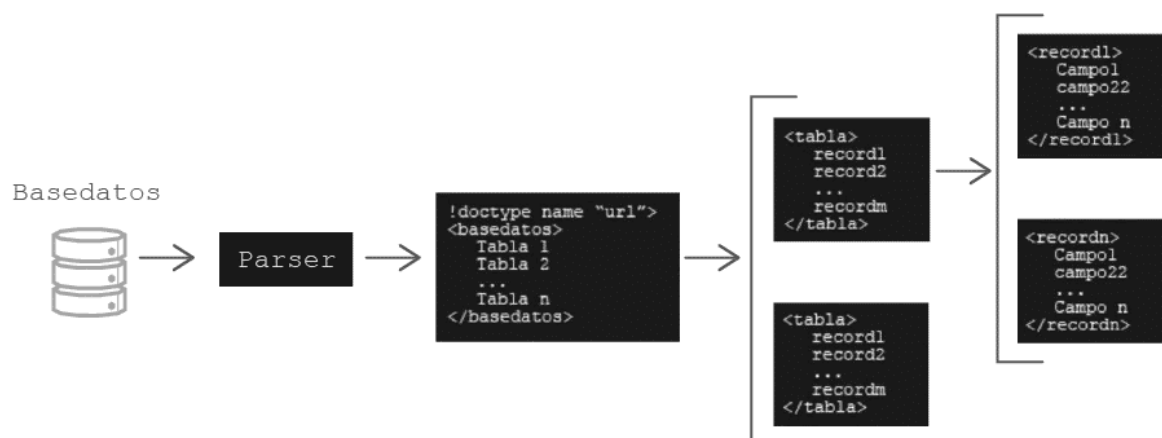 Basedatos
Parser
!doctype name “url”>
<basedatos>
Tabla 1
Tabla 2
...
Tabla n
</basedatos>
<tabla>
record1
record2
...
recordm
</tabla>
<tabla>
record1
record2
...
recordm
</tabla>
<record1>
Campo1
campo22
...
Campo n
</record1>
<recordn>
Campo1
campo22
...
Campo n
</recordn>